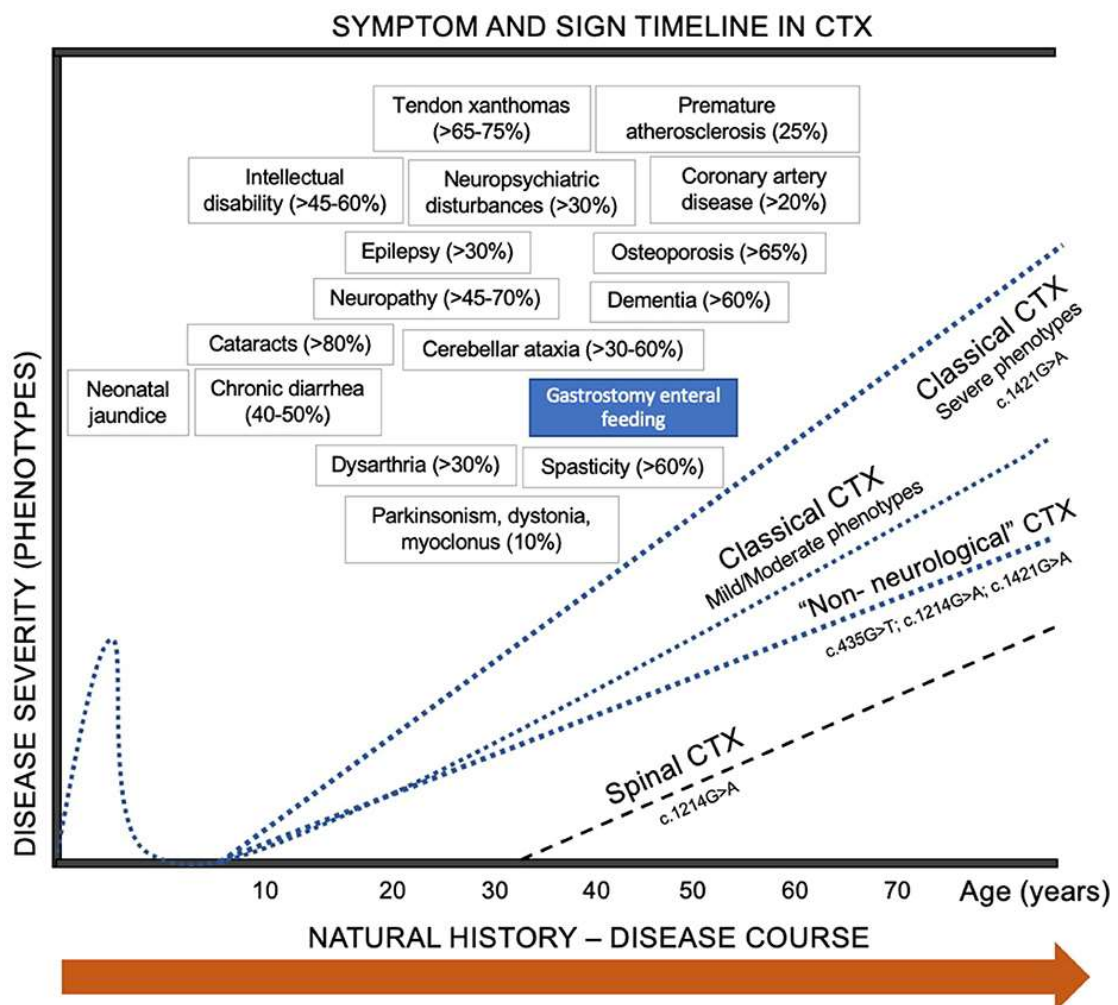 SYMPTOM AND SIGN TIMELINE IN CTX
Tendon xanthomas
(>65-75%)
Premature
atherosclerosis (25%)
Intellectual
disability (>45-60%)
Neuropsychiatric
disturbances (>30%)
Coronary artery
disease (>20%)
Epilepsy (>30%)
Osteoporosis (>65%)
Neuropathy (>45-70%)
Dementia (>60%)
Cataracts (>80%)
Cerebellar ataxia (>30-60%)
Neonatal
jaundice
Chronic diarrhea
(40-50%)
Gastrostomy enteral
feeding
Dysarthria (>30%)
Spasticity (>60%)
Parkinsonism, dystonia,
myoclonus (10%)
Classical CTX
Severe phenotypes
c.1421G>A
Classical CTX
Mild/Moderate phenotypes
“Non- neurological” CTX
c.435G>T; c.1214G>A; c.1421G>A
Spinal CTX
c.1214G>A
DISEASE SEVERITY (PHENOTYPES)
10 20 30 40 50 60 70 Age (years)
NATURAL HISTORY – DISEASE COURSE